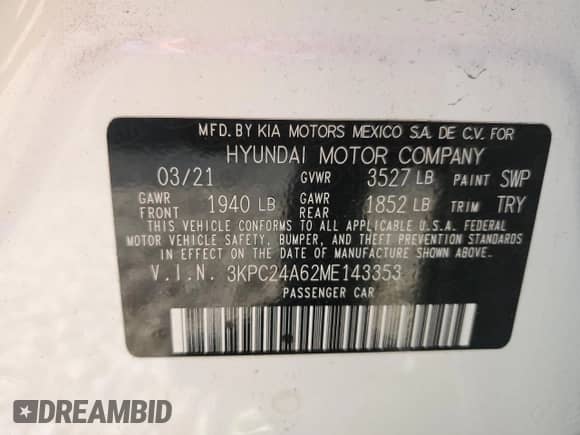 MFD. BY KIA MOTORS MEXICO S.A. DE C.V. FOR
HYUNDAI MOTOR COMPANY
03/21 GVWR 3527 LB PAINT SWP
GAWR FRONT 1940 LB GAWR REAR 1852 LB TRIM TRY
THIS VEHICLE CONFORMS TO ALL APPLICABLE U.S.A. FEDERAL
MOTOR VEHICLE SAFETY, BUMPER, AND THEFT PREVENTION STANDARDS
IN EFFECT ON THE DATE OF MANUFACTURE SHOWN ABOVE.
V.I.N. 3KPC24A62ME143353
PASSENGER CAR
DREAMBID